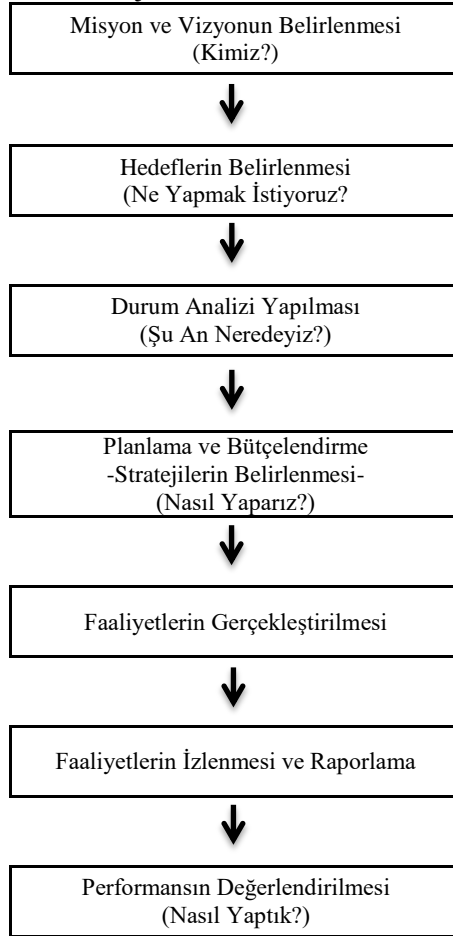 Misyon ve Vizyonun Belirlenmesi
(Kimiz?)
Hedeflerin Belirlenmesi
(Ne Yapmak İstiyoruz?
Durum Analizi Yapılması
(Şu An Neredeyiz?)
Planlama ve Bütçelendirme
-Stratejilerin Belirlenmesi-
(Nasıl Yaparız?)
Faaliyetlerin Gerçekleştirilmesi
Faaliyetlerin İzlenmesi ve Raporlama
Performansın Değerlendirilmesi
(Nasıl Yaptık?)